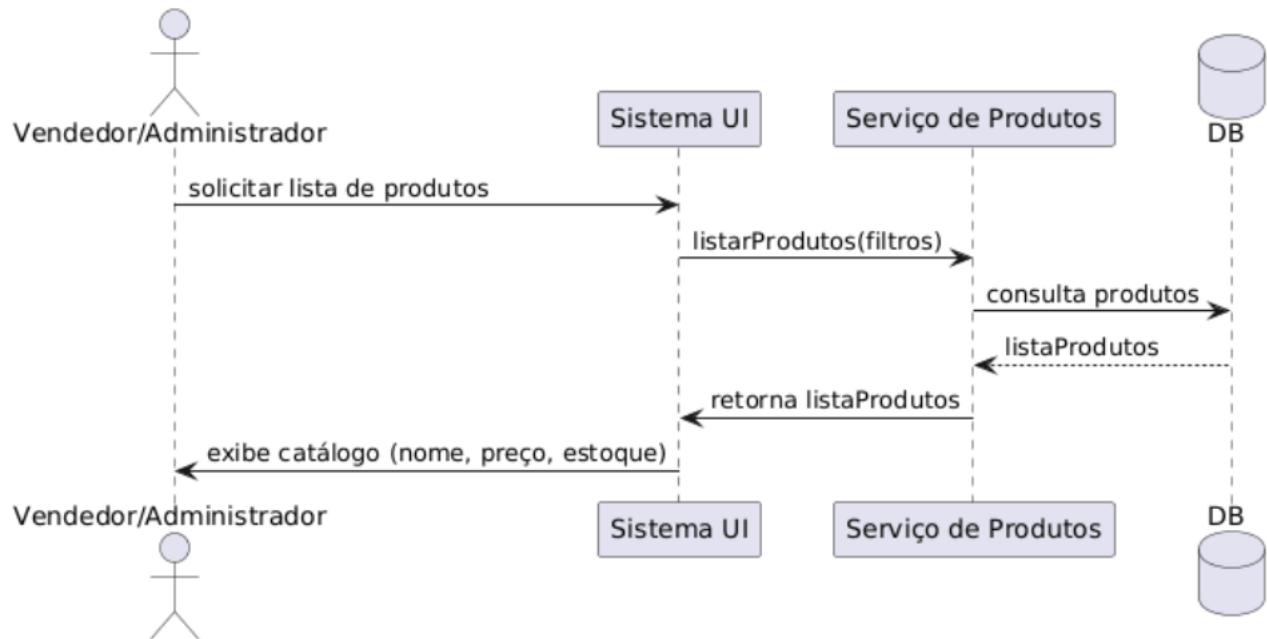 Vendedor/Administrador
Sistema UI
Serviço de Produtos
DB
solicitar lista de produtos
listarProdutos(filtros)
consulta produtos
listaProdutos
retorna listaProdutos
exibe catálogo (nome, preço, estoque)
Vendedor/Administrador
Sistema UI
Serviço de Produtos
DB